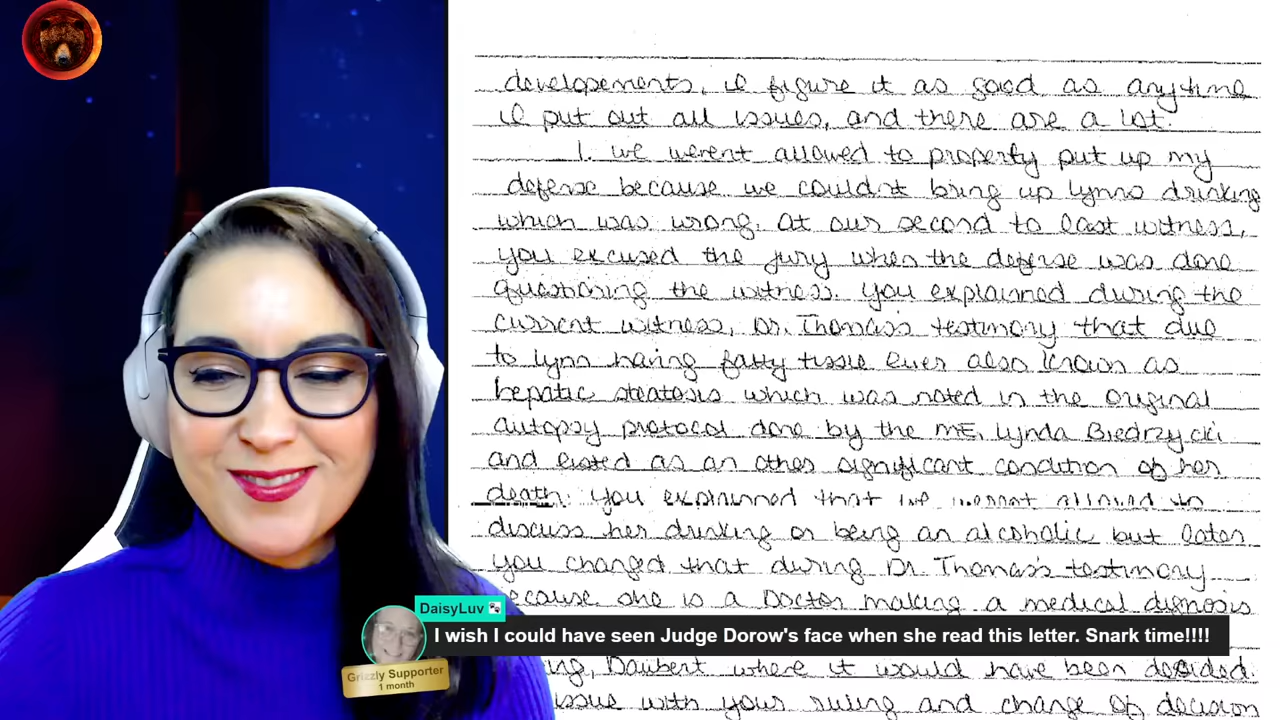 developements, I figure it as good as anytime
I put out all issues, and there are a lot.
1. we werent allowed to properly put up my
defense because we couldnt bring up Lynns drinking
which was wrong. At our second to last witness,
you excused the jury when the defense was done
questioning the witness. You explained during the
current witness, Dr. Thomas's testimony that due
to Lynn having fatty tissue liver also known as
hepatic steatosis which was noted in the original
autopsy protocol done by the ME, Lynda Biedrzycki
and listed as an other significant condition of her
death. You explained that we werent allowed to
discuss her drinking or being an alcoholic but later
you changed that during Dr. Thomas's testimony
ecause she is a Doctor making a medical dignosis
DaisyLuv
I wish I could have seen Judge Dorow's face when she read this letter. Snark time!!!!
Grizzly Supporter
1 month
ing, Daubert where it would have been decided.
issue with your ruling and change of decision